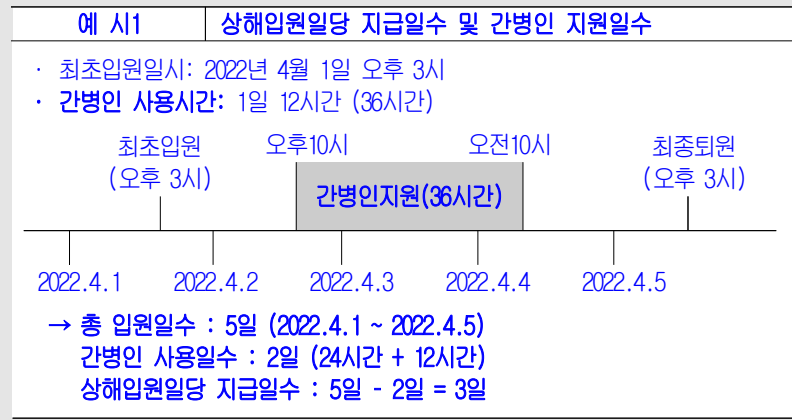 예 시1 상해입원일당 지급일수 및 간병인 지원일수
· 최초입원일시: 2022년 4월 1일 오후 3시
· 간병인 사용시간: 1일 12시간 (36시간)
최초입원 오후10시 오전10시 최종퇴원
(오후 3시) 간병인지원(36시간) (오후 3시)
2022.4.1 2022.4.2 2022.4.3 2022.4.4 2022.4.5
→ 총 입원일수 : 5일 (2022.4.1 ~ 2022.4.5)
간병인 사용일수 : 2일 (24시간 + 12시간)
상해입원일당 지급일수 : 5일 - 2일 = 3일